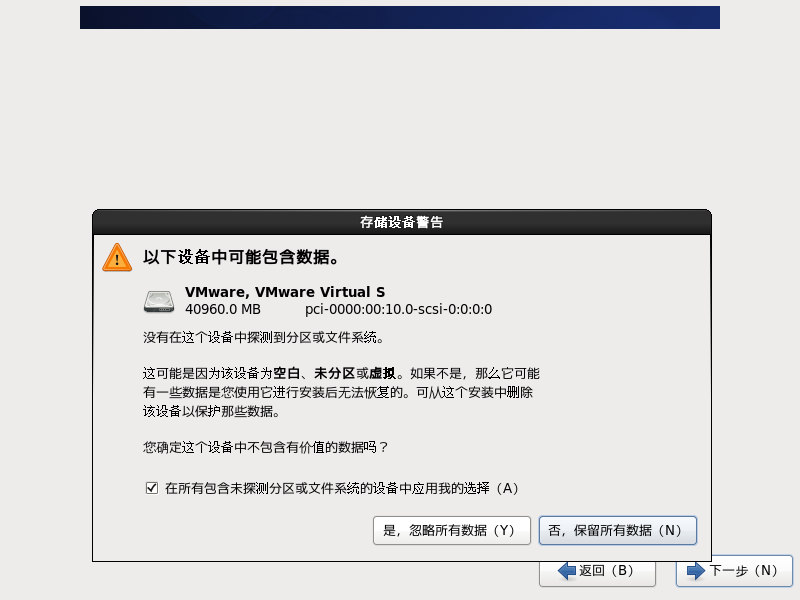 存储设备警告
以下设备中可能包含数据。
VMware, VMware Virtual S
40960.0 MB pci-0000:00:10.0-scsi-0:0:0:0
没有在这个设备中探测到分区或文件系统。
这可能是因为该设备为空白、未分区或虚拟。如果不是，那么它可能
有一些数据是您使用它进行安装后无法恢复的。可从这个安装中删除
该设备以保护那些数据。
您确定这个设备中不包含有价值的数据吗？
在所有包含未探测分区或文件系统的设备中应用我的选择（A）
是，忽略所有数据（Y）
否，保留所有数据（N）
返回（B）
下一步（N）